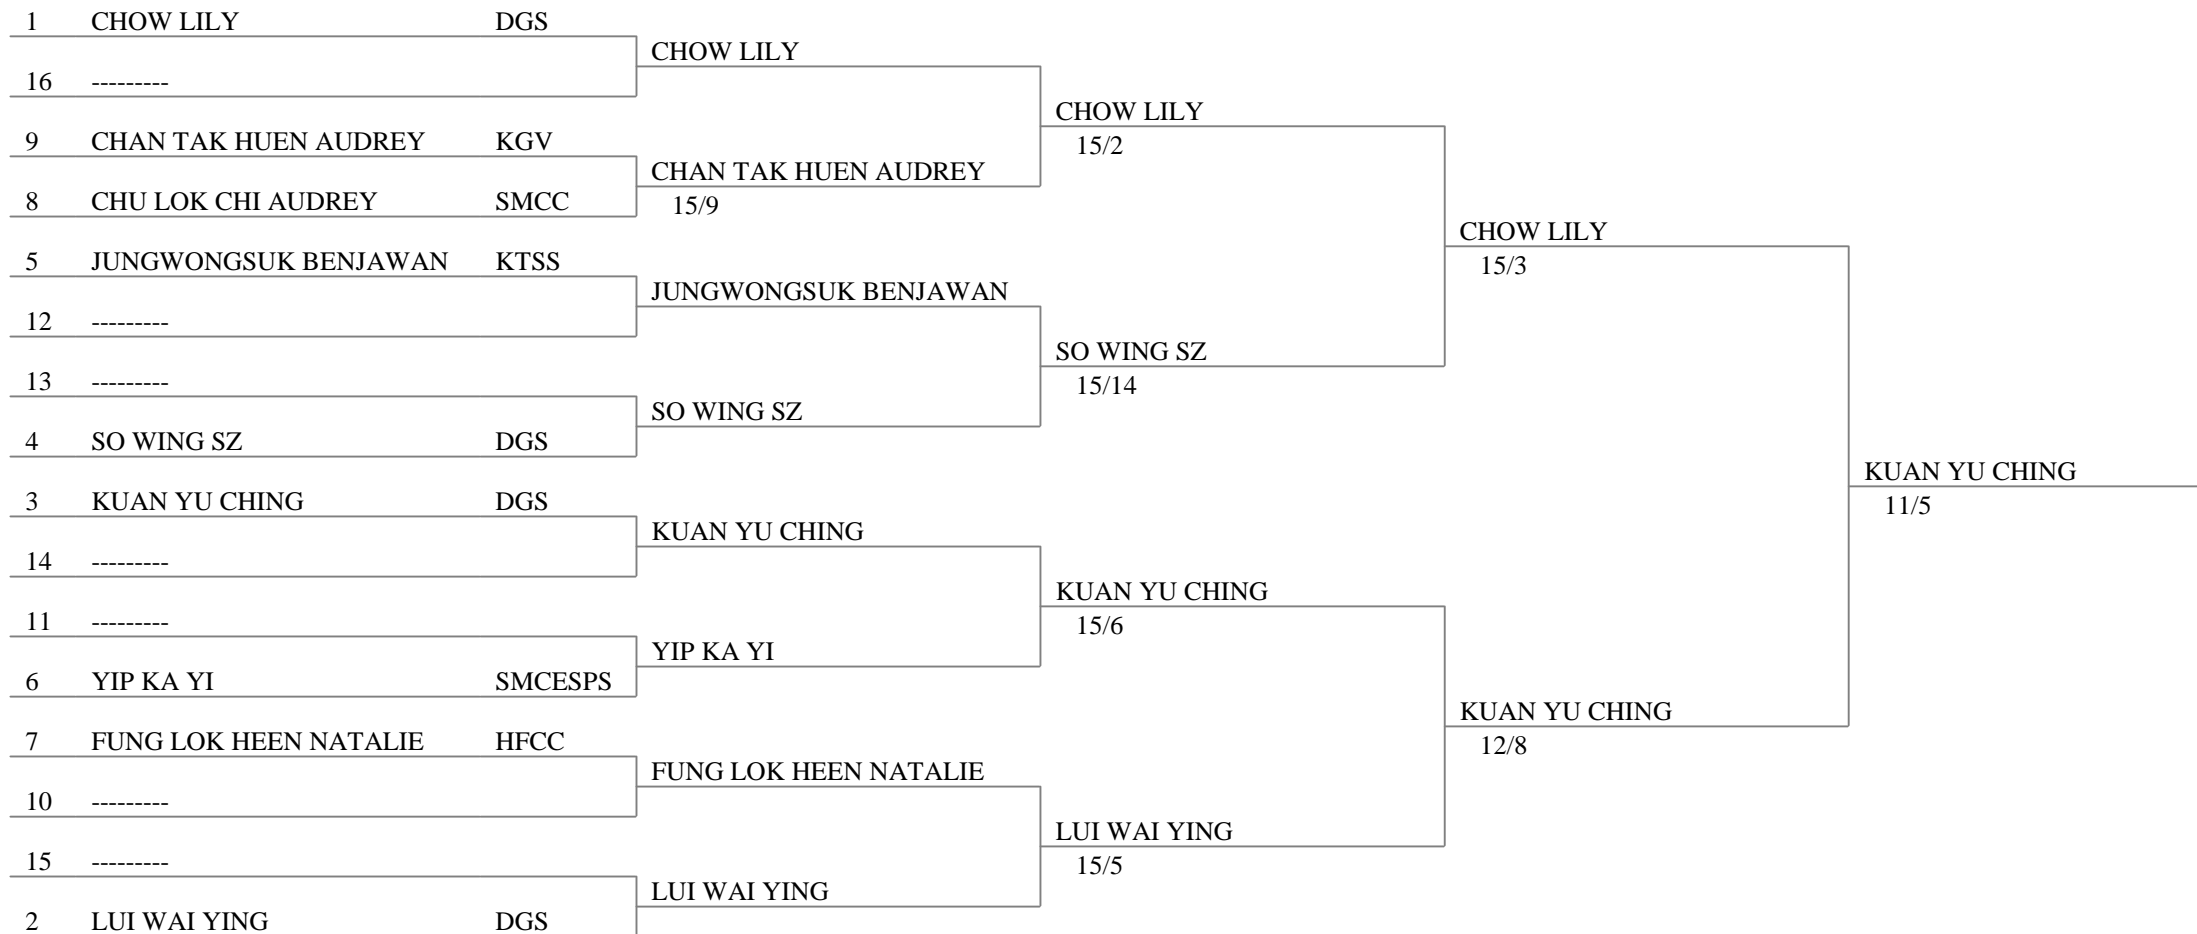 1 CHOW LILY DGS
CHOW LILY
16 ---------
CHOW LILY
15/2
9 CHAN TAK HUEN AUDREY KGV
CHAN TAK HUEN AUDREY
15/9
8 CHU LOK CHI AUDREY SMCC
CHOW LILY
15/3
5 JUNGWONGSUK BENJAWAN KTSS
JUNGWONGSUK BENJAWAN
12 ---------
SO WING SZ
15/14
13 ---------
SO WING SZ
4 SO WING SZ DGS
KUAN YU CHING
11/5
3 KUAN YU CHING DGS
KUAN YU CHING
14 ---------
KUAN YU CHING
15/6
11 ---------
YIP KA YI
6 YIP KA YI SMCESPS
KUAN YU CHING
12/8
7 FUNG LOK HEEN NATALIE HFCC
FUNG LOK HEEN NATALIE
10 ---------
LUI WAI YING
15/5
15 ---------
LUI WAI YING
2 LUI WAI YING DGS